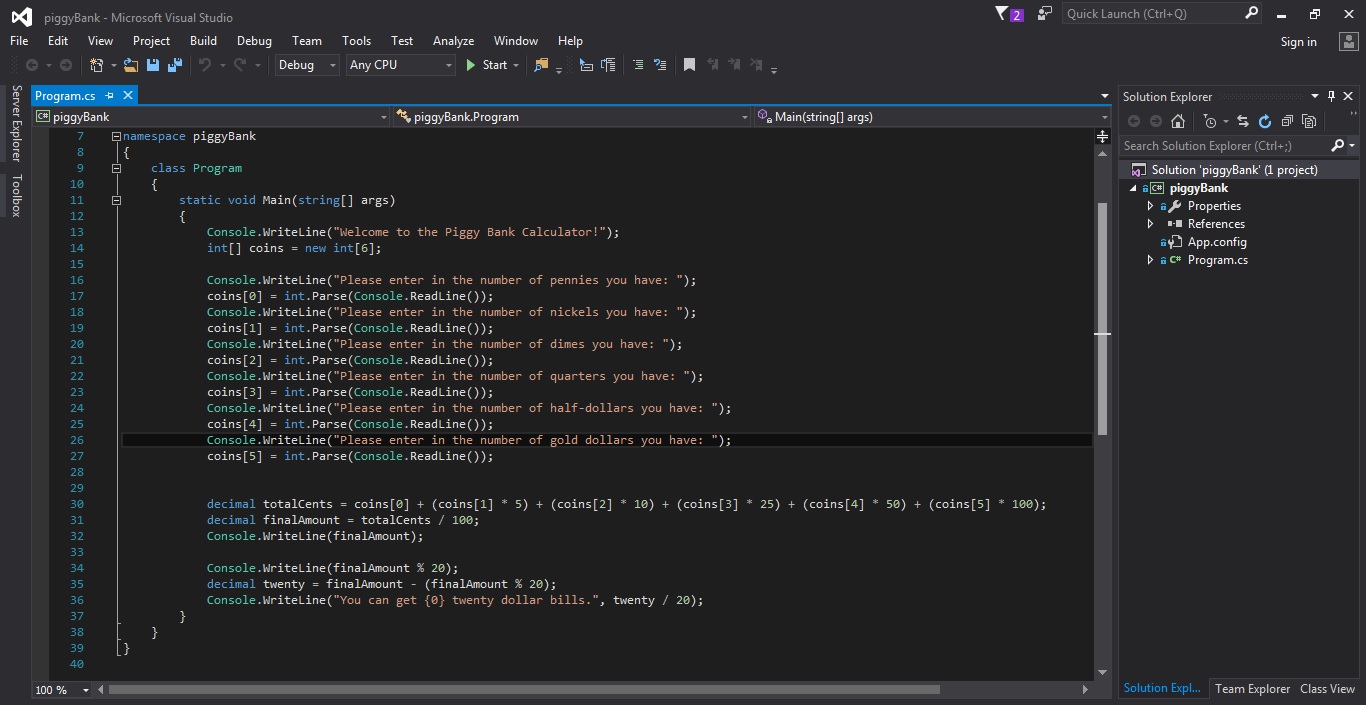 piggyBank - Microsoft Visual Studio
2
Quick Launch (Ctrl+Q)
File Edit View Project Build Debug Team Tools Test Analyze Window Help
Sign in
Debug Any CPU Start
Server Explorer
Toolbox
Program.cs
C# piggyBank piggyBank.Program Main(string[] args)
7 namespace piggyBank
8 {
9 class Program
10 {
11 static void Main(string[] args)
12 {
13 Console.WriteLine("Welcome to the Piggy Bank Calculator!");
14 int[] coins = new int[6];
15
16 Console.WriteLine("Please enter in the number of pennies you have: ");
17 coins[0] = int.Parse(Console.ReadLine());
18 Console.WriteLine("Please enter in the number of nickels you have: ");
19 coins[1] = int.Parse(Console.ReadLine());
20 Console.WriteLine("Please enter in the number of dimes you have: ");
21 coins[2] = int.Parse(Console.ReadLine());
22 Console.WriteLine("Please enter in the number of quarters you have: ");
23 coins[3] = int.Parse(Console.ReadLine());
24 Console.WriteLine("Please enter in the number of half-dollars you have: ");
25 coins[4] = int.Parse(Console.ReadLine());
26 Console.WriteLine("Please enter in the number of gold dollars you have: ");
27 coins[5] = int.Parse(Console.ReadLine());
28
29
30 decimal totalCents = coins[0] + (coins[1] * 5) + (coins[2] * 10) + (coins[3] * 25) + (coins[4] * 50) + (coins[5] * 100);
31 decimal finalAmount = totalCents / 100;
32 Console.WriteLine(finalAmount);
33
34 Console.WriteLine(finalAmount % 20);
35 decimal twenty = finalAmount - (finalAmount % 20);
36 Console.WriteLine("You can get {0} twenty dollar bills.", twenty / 20);
37 }
38 }
39 }
40
100 %
Solution Explorer
Search Solution Explorer (Ctrl+;)
Solution 'piggyBank' (1 project)
C# piggyBank
Properties
References
App.config
C# Program.cs
Solution Expl... Team Explorer Class View